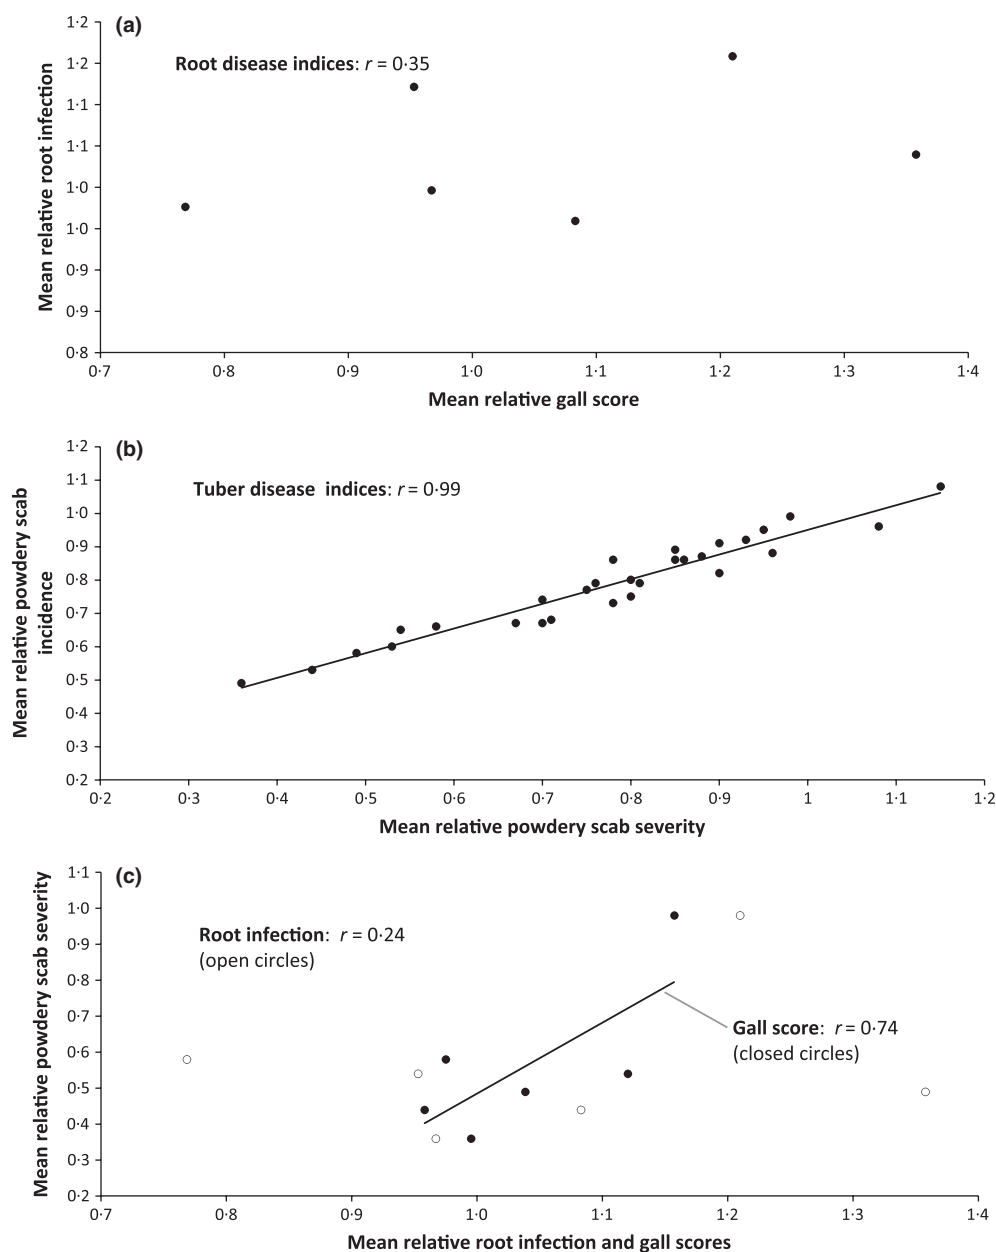 (a)
Root disease indices: r = 0·35
Mean relative root infection
1·2
1·2
1·1
1·1
1·0
1·0
0·9
0·9
0·8
0·7 0·8 0·9 1·0 1·1 1·2 1·3 1·4
Mean relative gall score
(b)
Tuber disease indices: r = 0·99
Mean relative powdery scab
incidence
1·2
1·1
1·0
0·9
0·8
0·7
0·6
0·5
0·4
0·3
0·2
0·2 0·3 0·4 0·5 0·6 0·7 0·8 0·9 1 1·1 1·2
Mean relative powdery scab severity
(c)
Root infection: r = 0·24
(open circles)
Gall score: r = 0·74
(closed circles)
Mean relative powdery scab severity
1·1
1·0
0·9
0·8
0·7
0·6
0·5
0·4
0·3
0·2
0·7 0·8 0·9 1·0 1·1 1·2 1·3 1·4
Mean relative root infection and gall scores